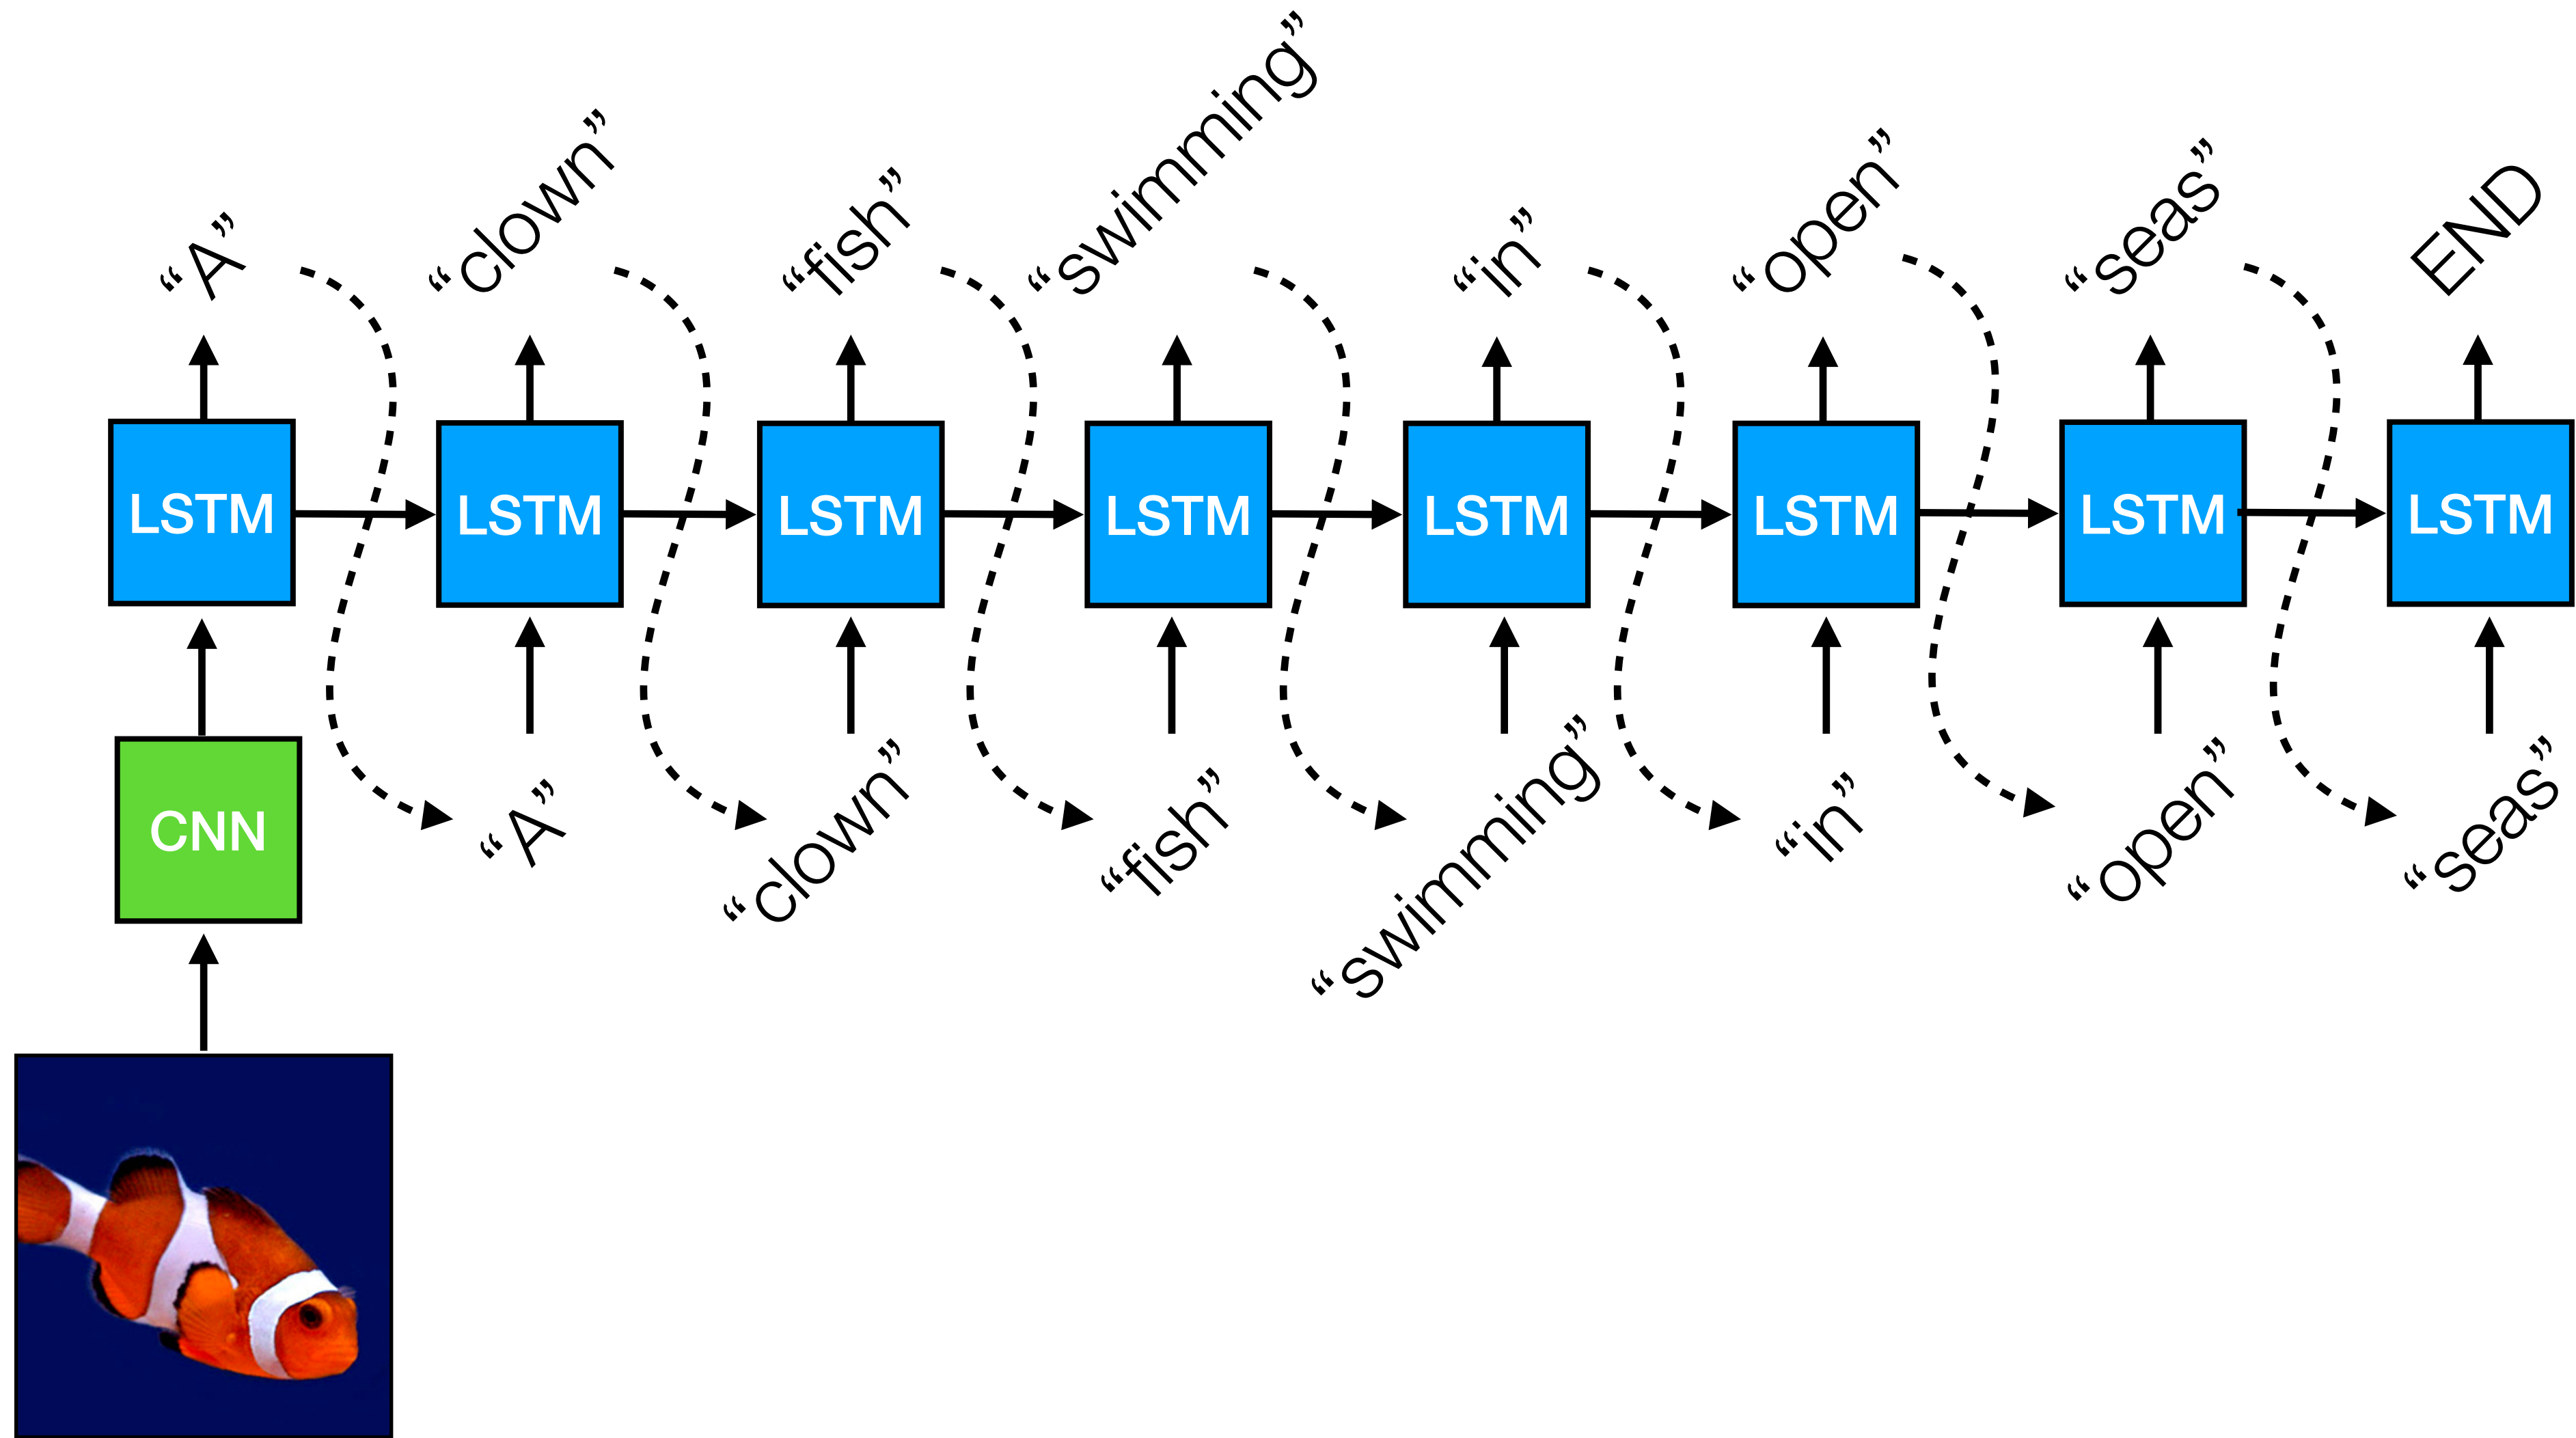 “A” “clown” “fish” “swimming” “in” “open” “seas” END
LSTM LSTM LSTM LSTM LSTM LSTM LSTM LSTM
CNN “A” “clown” “fish” “swimming” “in” “open” “seas”